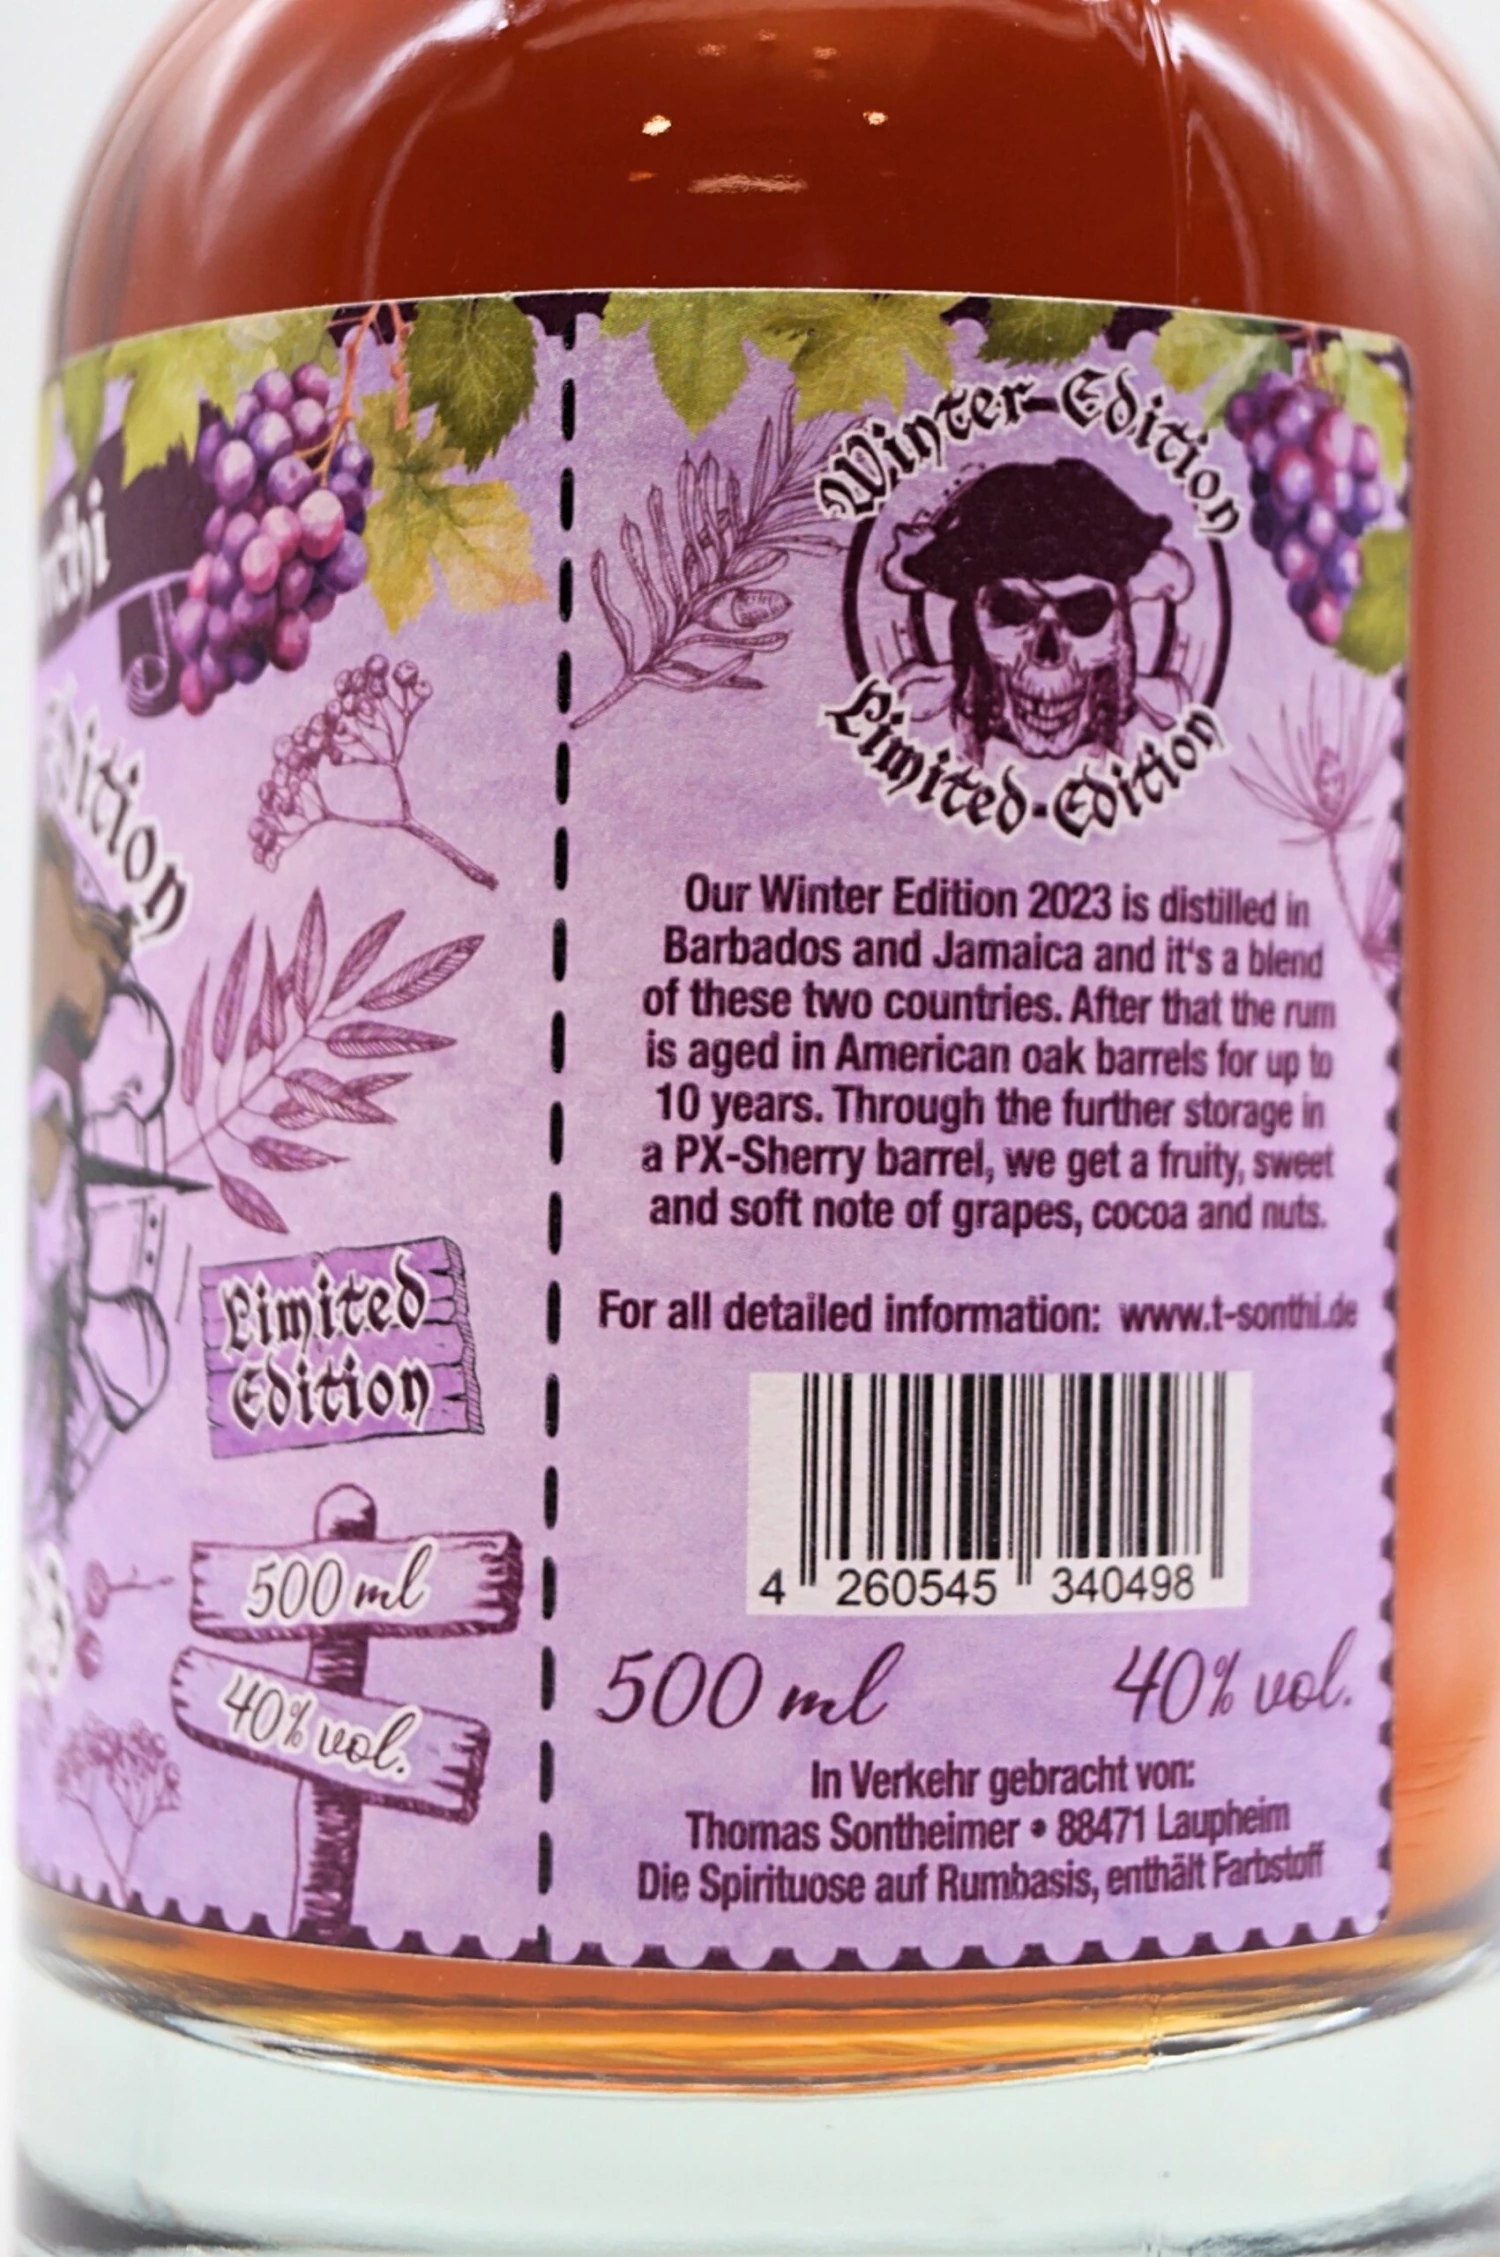 Edition
Limited
Edition
500 ml
40% vol.
Winter-Edition
Limited-Edition
Our Winter Edition 2023 is distilled in
Barbados and Jamaica and it's a blend
of these two countries. After that the rum
is aged in American oak barrels for up to
10 years. Through the further storage in
a PX-Sherry barrel, we get a fruity, sweet
and soft note of grapes, cocoa and nuts.
For all detailed information: www.t-sonthi.de
4 260545 340498
500 ml 40% vol.
In Verkehr gebracht von:
Thomas Sontheimer • 88471 Laupheim
Die Spirituose auf Rumbasis, enthält Farbstoff